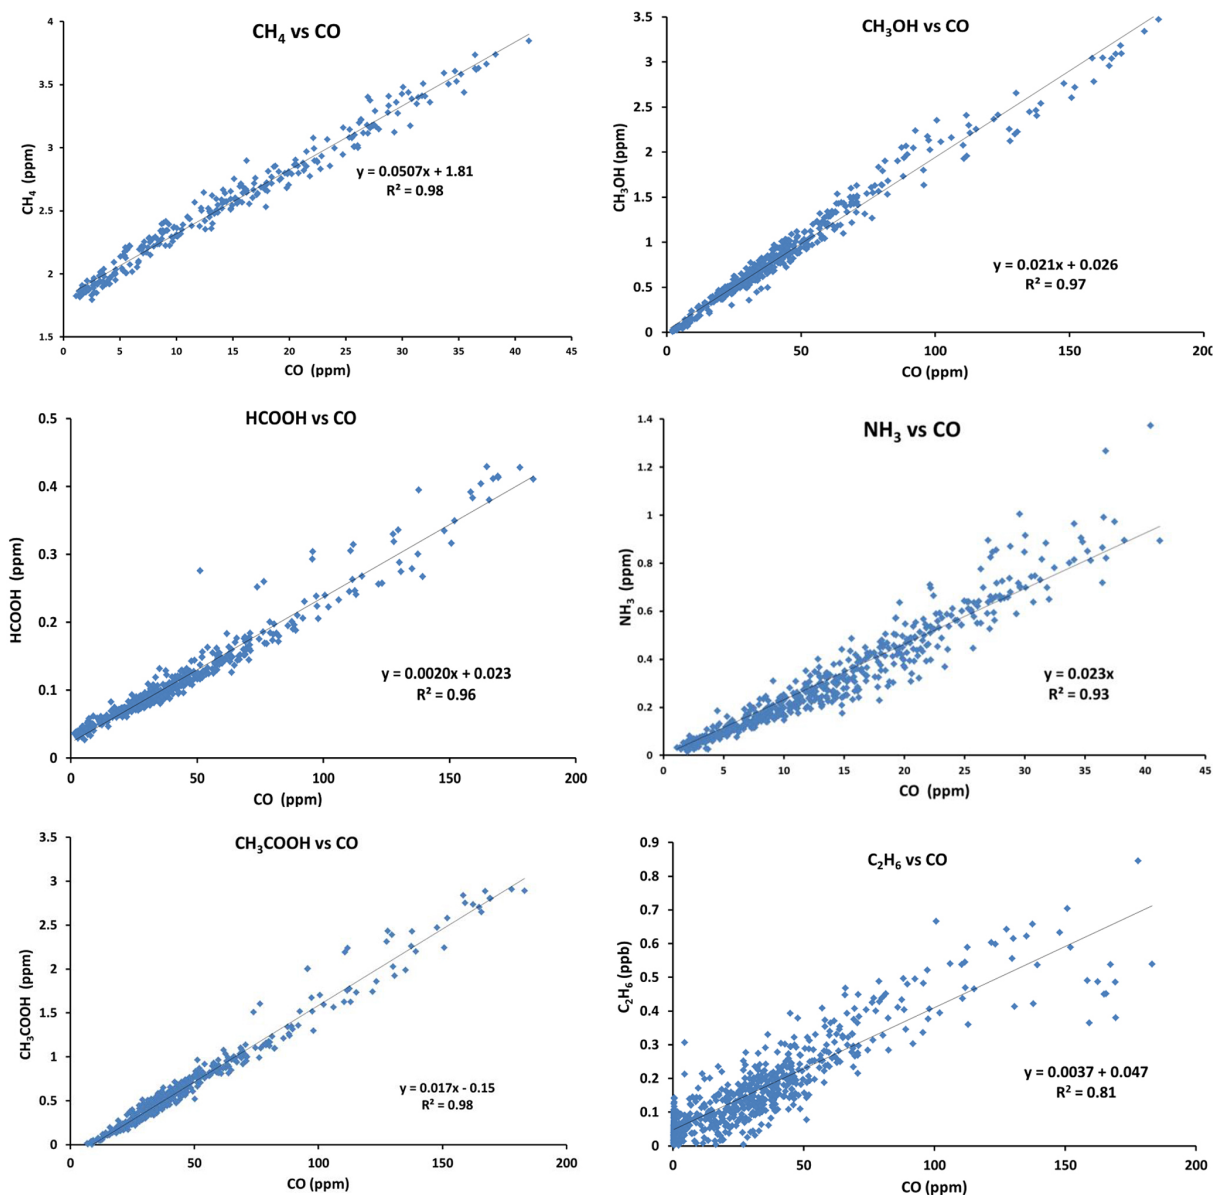 CH₄ vs CO
4
3.5
3
2.5
2
1.5
CH₄ (ppm)
y = 0.0507x + 1.81
R² = 0.98
0 5 10 15 20 25 30 35 40 45
CO (ppm)
CH₃OH vs CO
3.5
3
2.5
2
1.5
1
0.5
0
CH₃OH (ppm)
y = 0.021x + 0.026
R² = 0.97
0 50 100 150 200
CO (ppm)
HCOOH vs CO
0.5
0.4
0.3
0.2
0.1
0
HCOOH (ppm)
y = 0.0020x + 0.023
R² = 0.96
0 50 100 150 200
CO (ppm)
NH₃ vs CO
1.4
1.2
1
0.8
0.6
0.4
0.2
0
NH₃ (ppm)
y = 0.023x
R² = 0.93
0 5 10 15 20 25 30 35 40 45
CO (ppm)
CH₃COOH vs CO
3.5
3
2.5
2
1.5
1
0.5
0
CH₃COOH (ppm)
y = 0.017x - 0.15
R² = 0.98
0 50 100 150 200
CO (ppm)
C₂H₆ vs CO
0.9
0.8
0.7
0.6
0.5
0.4
0.3
0.2
0.1
0
C₂H₆ (ppb)
y = 0.0037 + 0.047
R² = 0.81
0 50 100 150 200
CO (ppm)